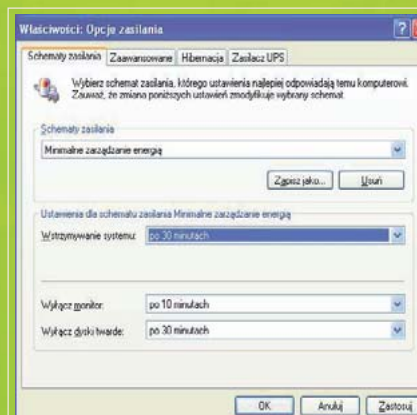 Właściwości: Opcje zasilania
Schematy zasilania Zaawansowane Hibernacja Zasilacz UPS
Wybierz schemat zasilania, którego ustawienia najlepiej odpowiadają temu komputerowi.
Zauważ, że zmiana poniższych ustawień zmodyfikuje wybrany schemat.
Schematy zasilania
Minimalne zarządzanie energią
Zapisz jako... Usuń
Ustawienia dla schematu zasilania Minimalne zarządzanie energią
Wstrzymywanie systemu: po 30 minutach
Wyłącz monitor: po 10 minutach
Wyłącz dyski twarde: po 30 minutach
OK Anuluj Zastosuj